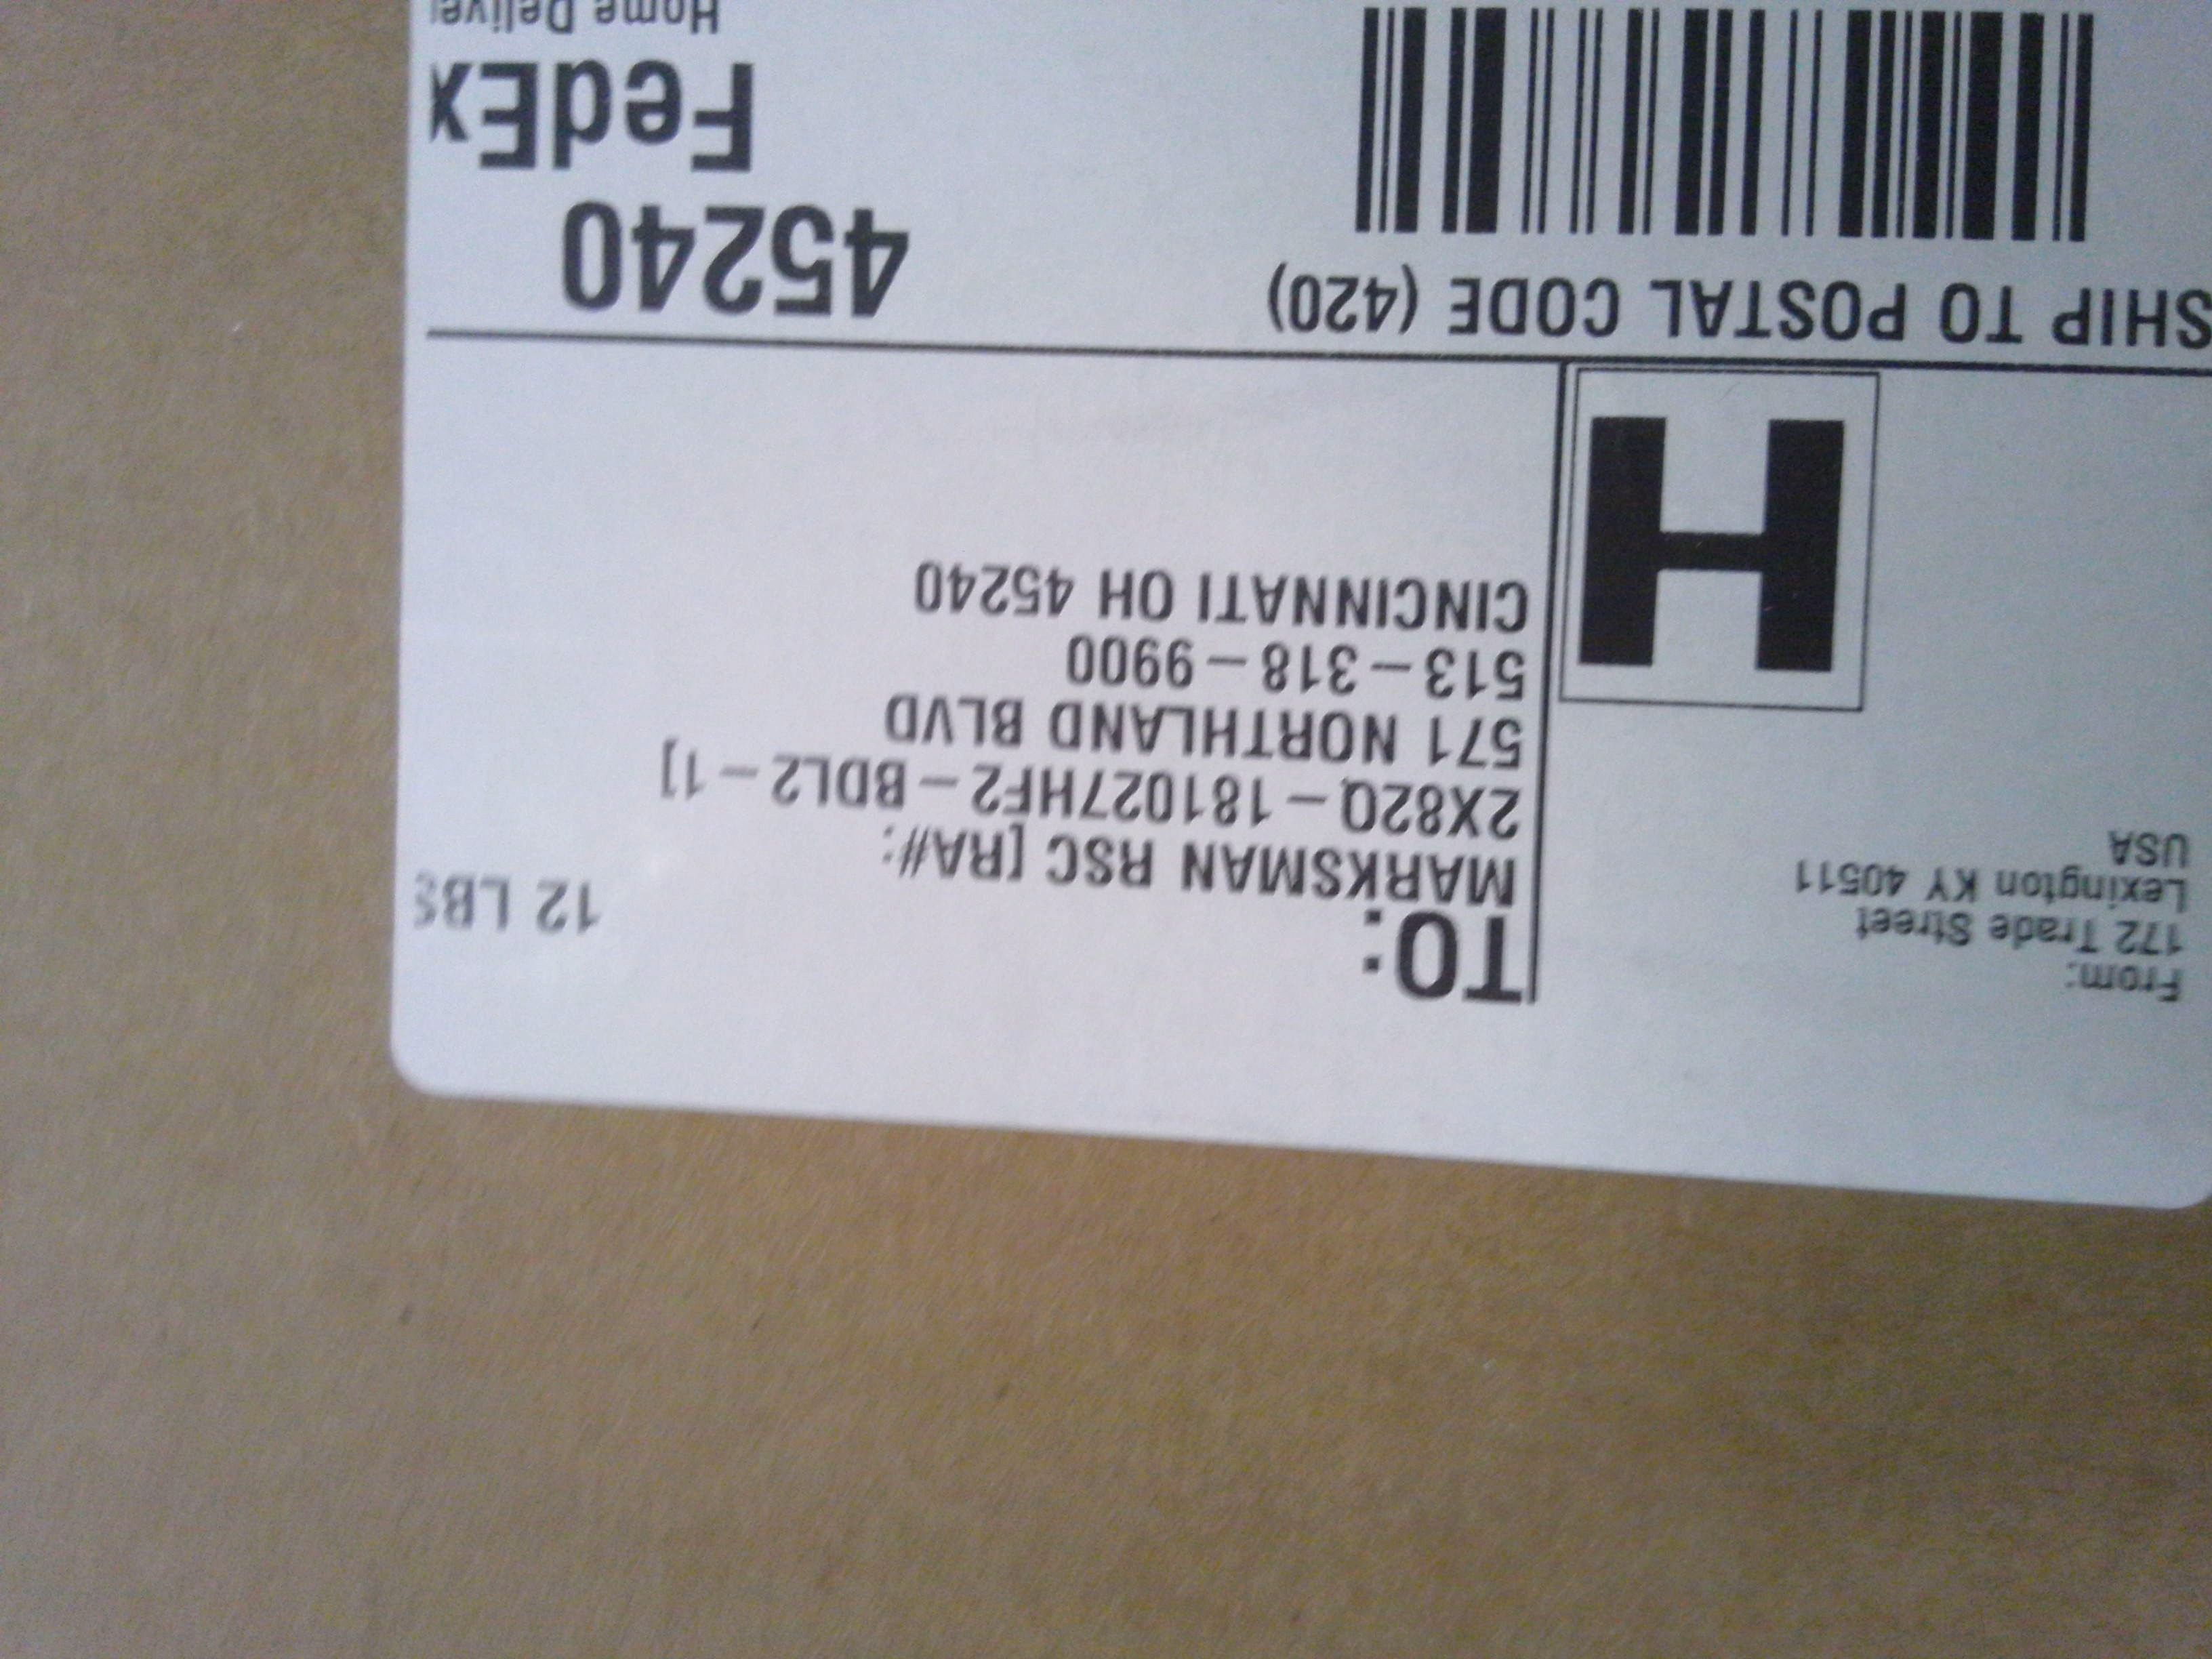 From:
172 Trade Street
Lexington KY 40511
USA
12 LBS
TO:
MARKSMAN RSC [RA#:
2X82Q-181027HF2-BDL2-1]
571 NORTHLAND BLVD
513-318-9900
CINCINNATI OH 45240
H
SHIP TO POSTAL CODE (420)
45240
FedEx
Home Delive